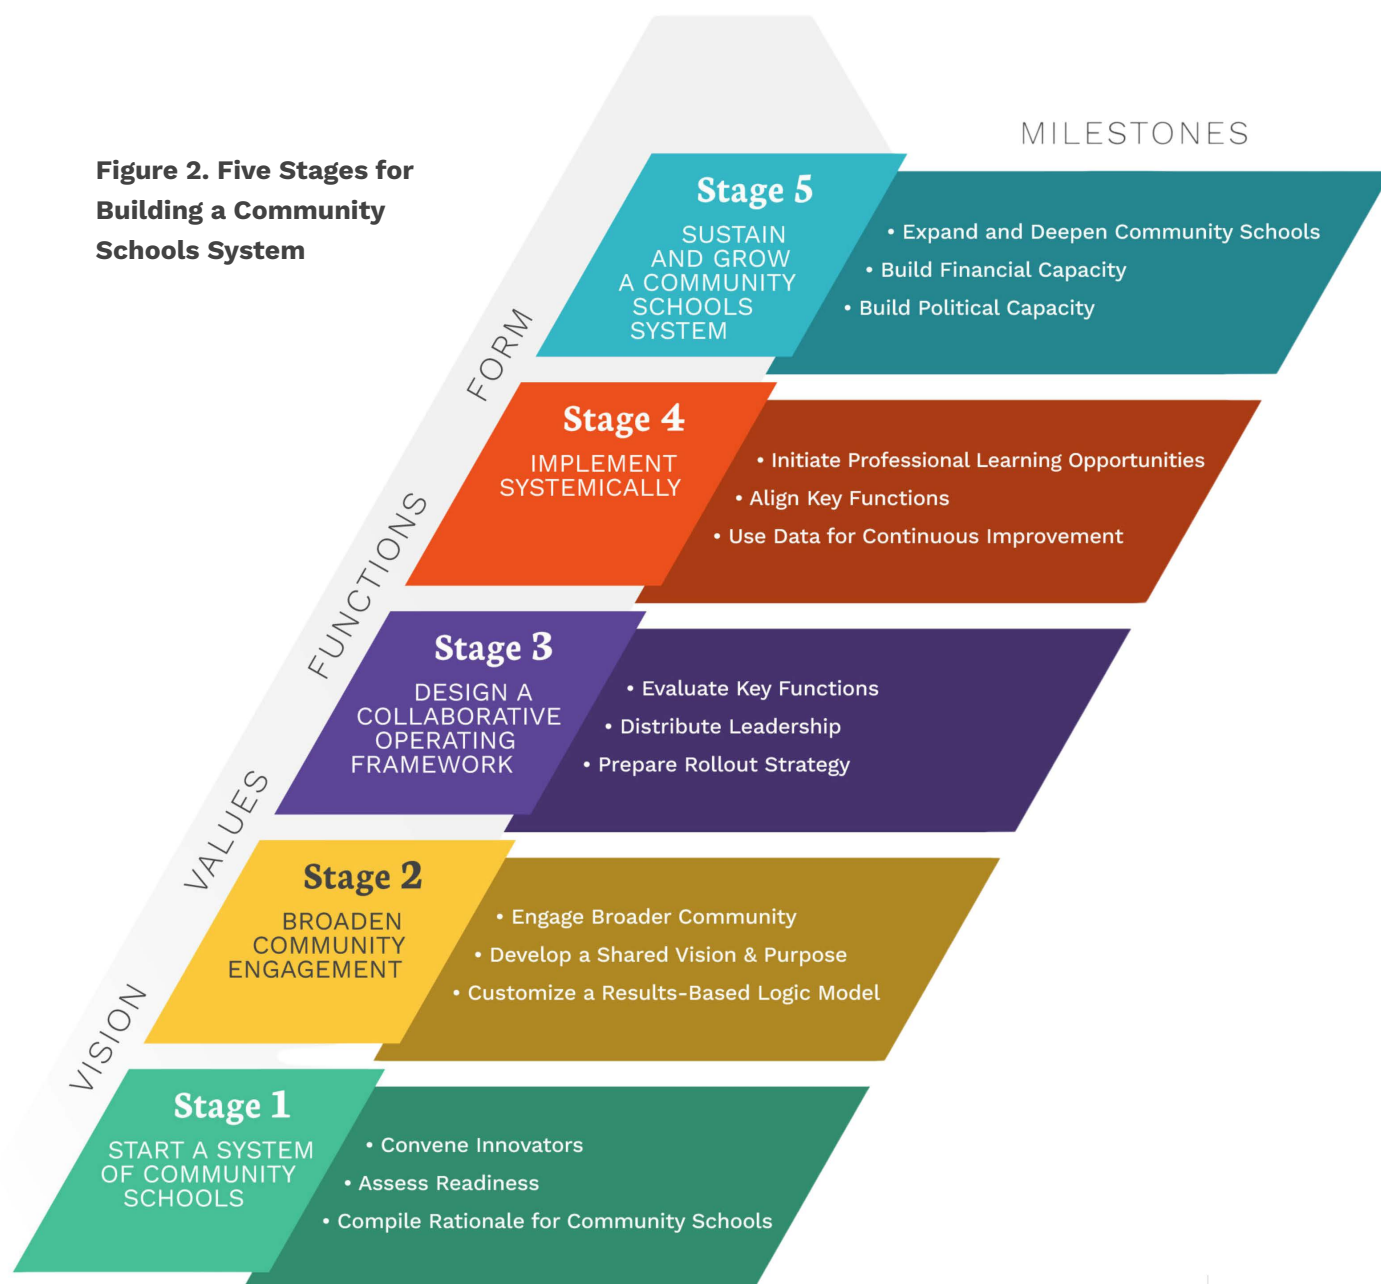 Figure 2. Five Stages for
Building a Community
Schools System
MILESTONES
Stage 5
SUSTAIN
AND GROW
A COMMUNITY
SCHOOLS
SYSTEM
• Expand and Deepen Community Schools
• Build Financial Capacity
• Build Political Capacity
FORM
Stage 4
IMPLEMENT
SYSTEMICALLY
• Initiate Professional Learning Opportunities
• Align Key Functions
• Use Data for Continuous Improvement
FUNCTIONS
Stage 3
DESIGN A
COLLABORATIVE
OPERATING
FRAMEWORK
• Evaluate Key Functions
• Distribute Leadership
• Prepare Rollout Strategy
VALUES
Stage 2
BROADEN
COMMUNITY
ENGAGEMENT
• Engage Broader Community
• Develop a Shared Vision & Purpose
• Customize a Results-Based Logic Model
VISION
Stage 1
START A SYSTEM
OF COMMUNITY
SCHOOLS
• Convene Innovators
• Assess Readiness
• Compile Rationale for Community Schools